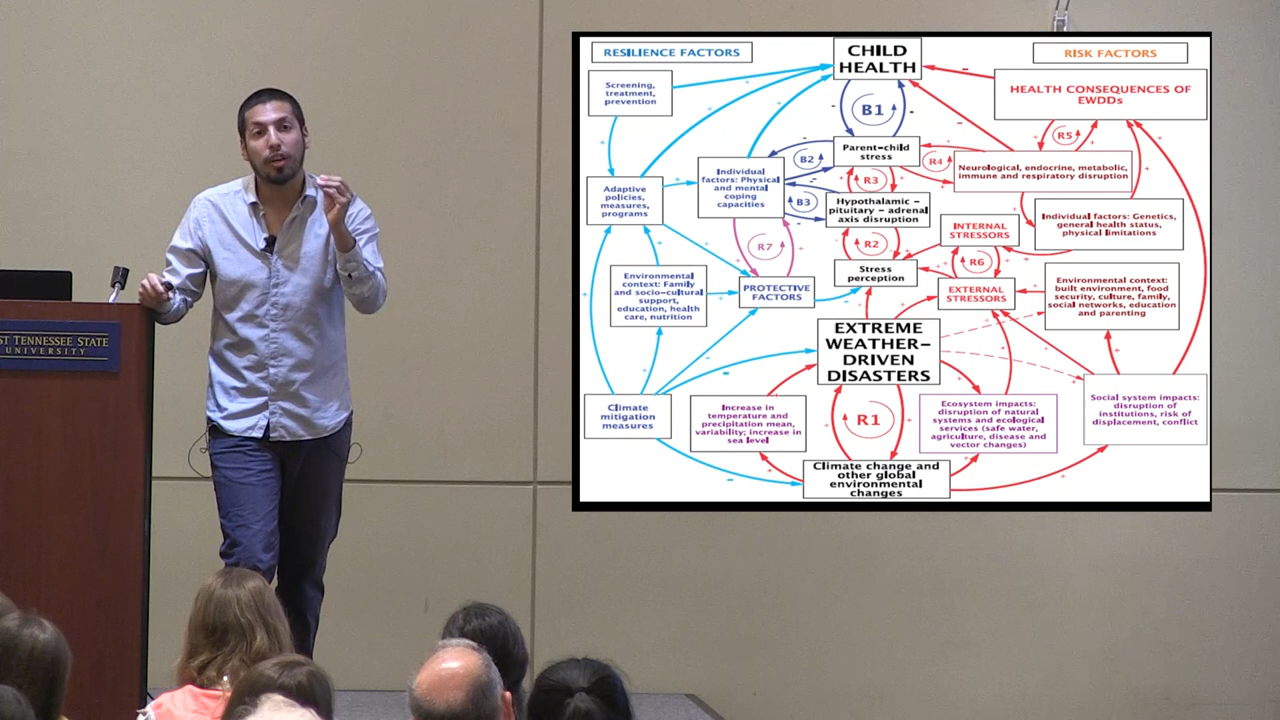 ST TENNESSEE STATE
UNIVERSITY
RESILIENCE FACTORS
CHILD
HEALTH
RISK FACTORS
Screening,
treatment,
prevention
HEALTH CONSEQUENCES OF
EWDDs
B1
R5
Parent-child
stress
B2
R4
Neurological, endocrine, metabolic,
immune and respiratory disruption
Individual
factors: Physical
and mental
coping
capacities
R3
Adaptive
policies,
measures,
programs
B3
Hypothalamic –
pituitary – adrenal
axis disruption
Individual factors: Genetics,
general health status,
physical limitations
INTERNAL
STRESSORS
R7
R2
R6
Stress
perception
Environmental
context: Family
and socio-cultural
support,
education, health
care, nutrition
PROTECTIVE
FACTORS
EXTERNAL
STRESSORS
Environmental context:
built environment, food
security, culture, family,
social networks, education
and parenting
EXTREME
WEATHER-
DRIVEN
DISASTERS
Climate
mitigation
measures
Increase in
temperature and
precipitation mean,
variability; increase in
sea level
R1
Ecosystem impacts:
disruption of natural
systems and ecological
services (safe water,
agriculture, disease and
vector changes)
Social system impacts:
disruption of
institutions, risk of
displacement, conflict
Climate change and
other global
environmental
changes